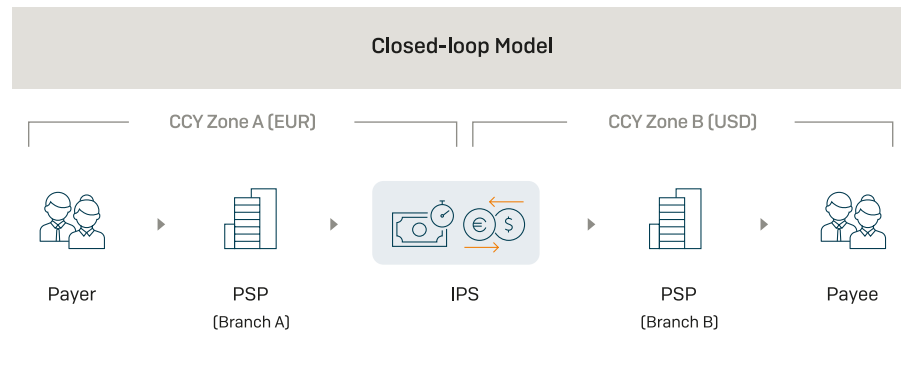 Closed-loop Model
CCY Zone A (EUR)
CCY Zone B (USD)
€ $
Payer
PSP
(Branch A)
IPS
PSP
(Branch B)
Payee